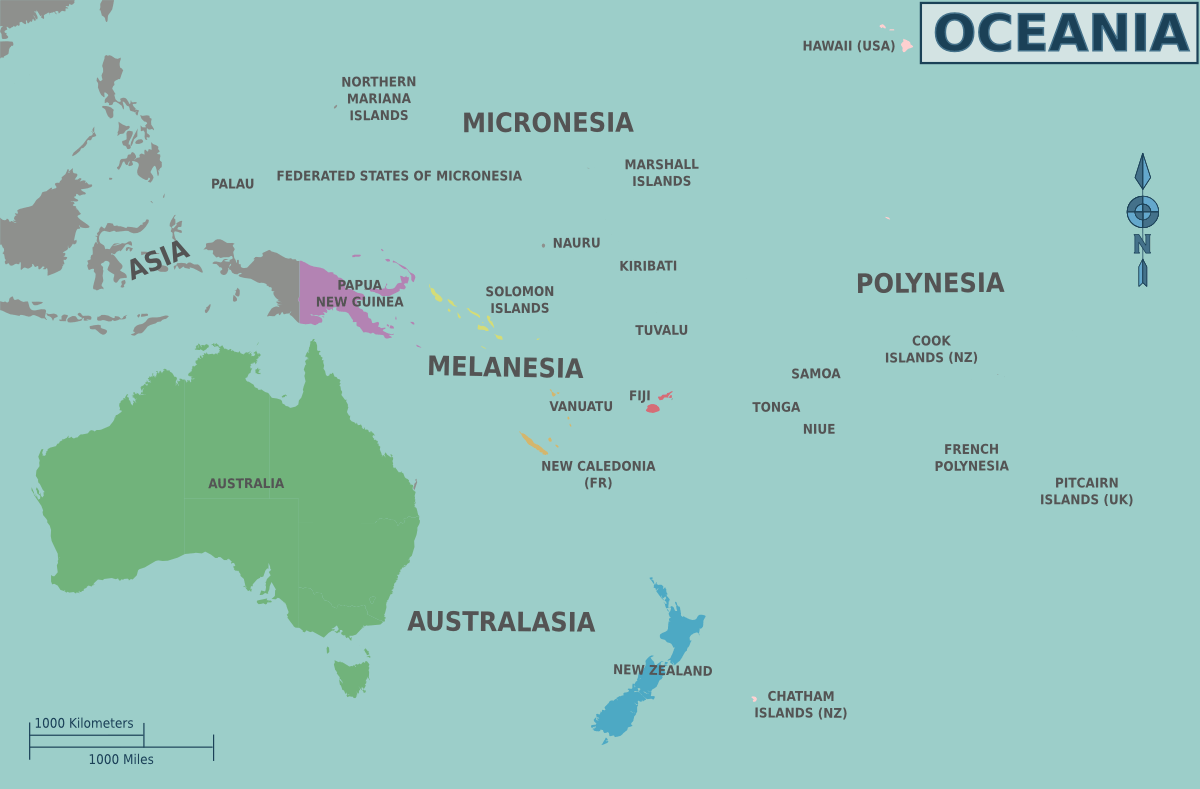 OCEANIA
HAWAII (USA)
NORTHERN
MARIANA
ISLANDS
MICRONESIA
MARSHALL
ISLANDS
FEDERATED STATES OF MICRONESIA
PALAU
N
ASIA
NAURU
KIRIBATI
POLYNESIA
PAPUA
NEW GUINEA
SOLOMON
ISLANDS
TUVALU
COOK
ISLANDS (NZ)
MELANESIA
SAMOA
FIJI
VANUATU
TONGA
NIUE
NEW CALEDONIA
(FR)
FRENCH
POLYNESIA
AUSTRALIA
PITCAIRN
ISLANDS (UK)
AUSTRALASIA
NEW ZEALAND
CHATHAM
ISLANDS (NZ)
1000 Kilometers
1000 Miles